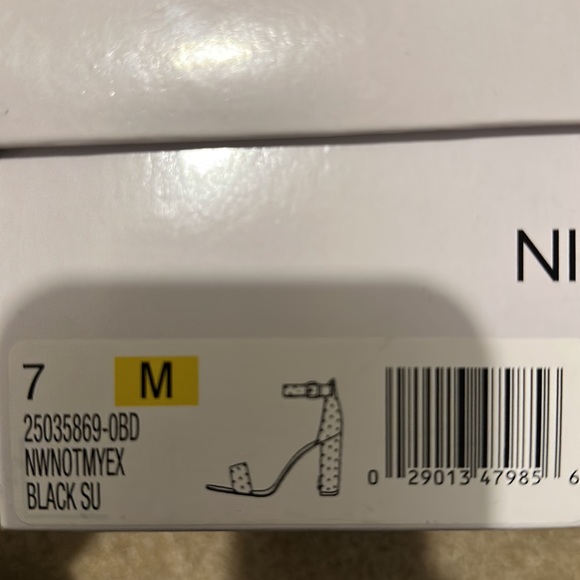 NI
7 M
25035869-0BD
NWNOTMYEX
BLACK SU
0 29013 47985 6